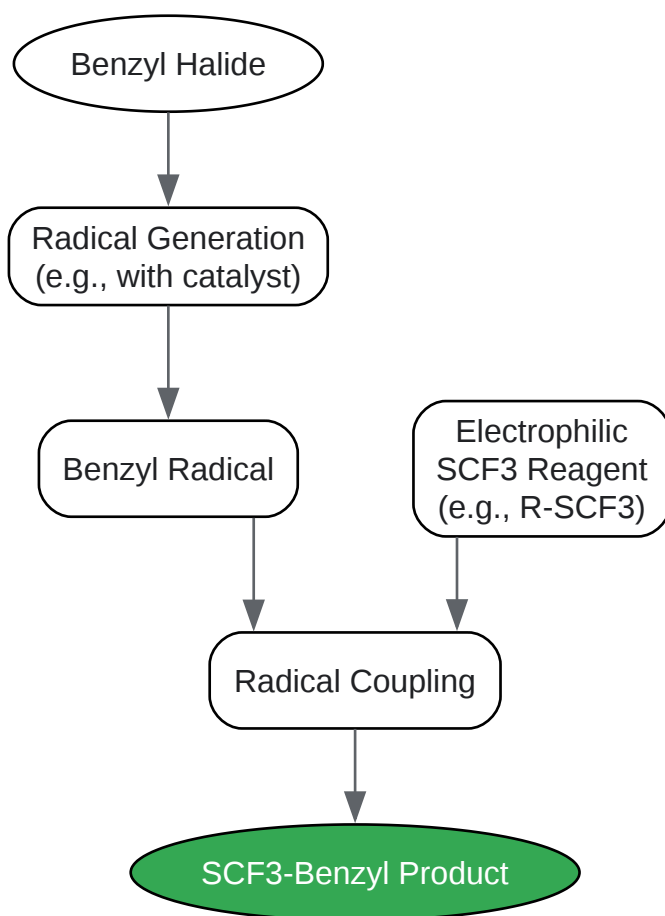 Benzyl Halide
Radical Generation
(e.g., with catalyst)
Benzyl Radical
Electrophilic
SCF3 Reagent
(e.g., R-SCF3)
Radical Coupling
SCF3-Benzyl Product